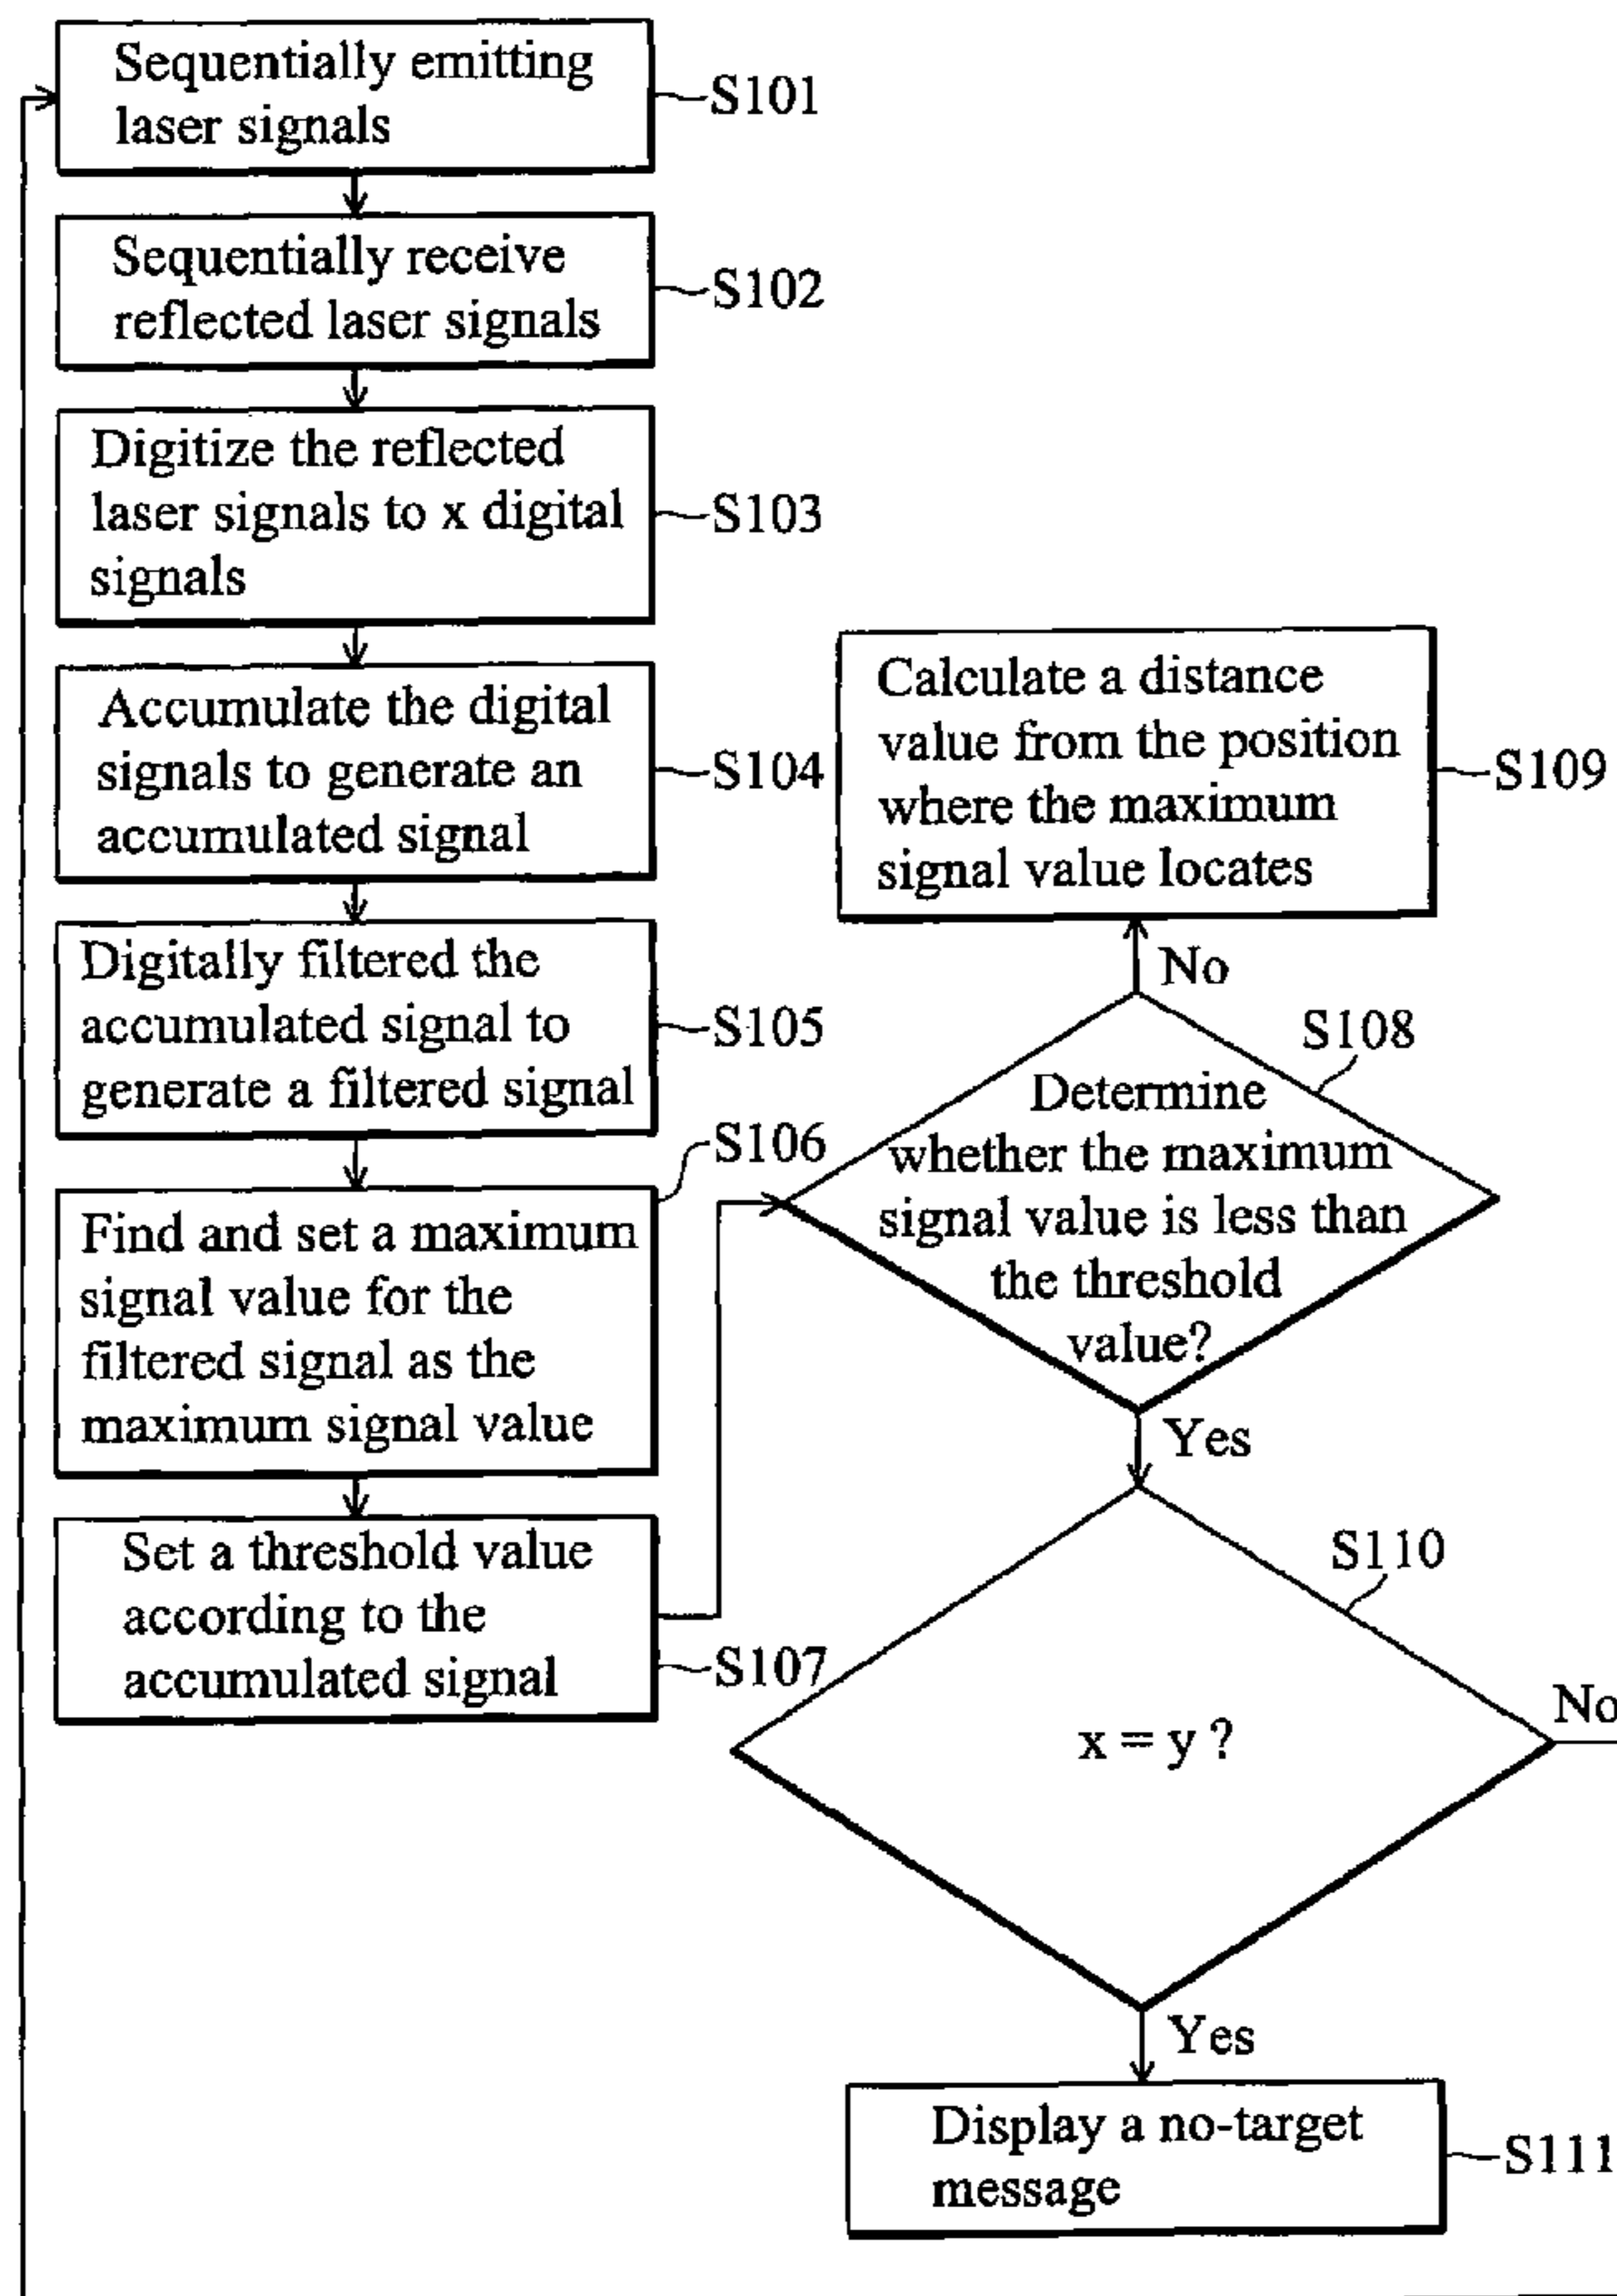 Sequentially emitting
laser signals
S101
Sequentially receive
reflected laser signals
S102
Digitize the reflected
laser signals to x digital
signals
S103
Accumulate the digital
signals to generate an
accumulated signal
S104
Digitally filtered the
accumulated signal to
generate a filtered signal
S105
S106
Find and set a maximum
signal value for the
filtered signal as the
maximum signal value
Set a threshold value
according to the
accumulated signal
S107
Calculate a distance
value from the position
where the maximum
signal value locates
S109
No
S108
Determine
whether the maximum
signal value is less than
the threshold
value?
Yes
S110
x = y ?
No
Yes
Display a no-target
message
S111